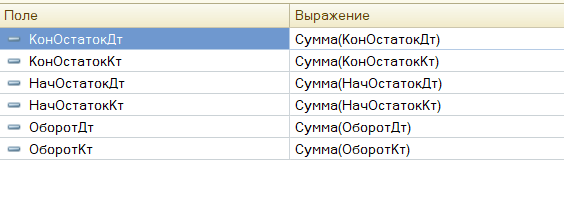 Поле Выражение
КонОстатокДт Сумма(КонОстатокДт)
КонОстатокКт Сумма(КонОстатокКт)
НачОстатокДт Сумма(НачОстатокДт)
НачОстатокКт Сумма(НачОстатокКт)
ОборотДт Сумма(ОборотДт)
ОборотКт Сумма(ОборотКт)